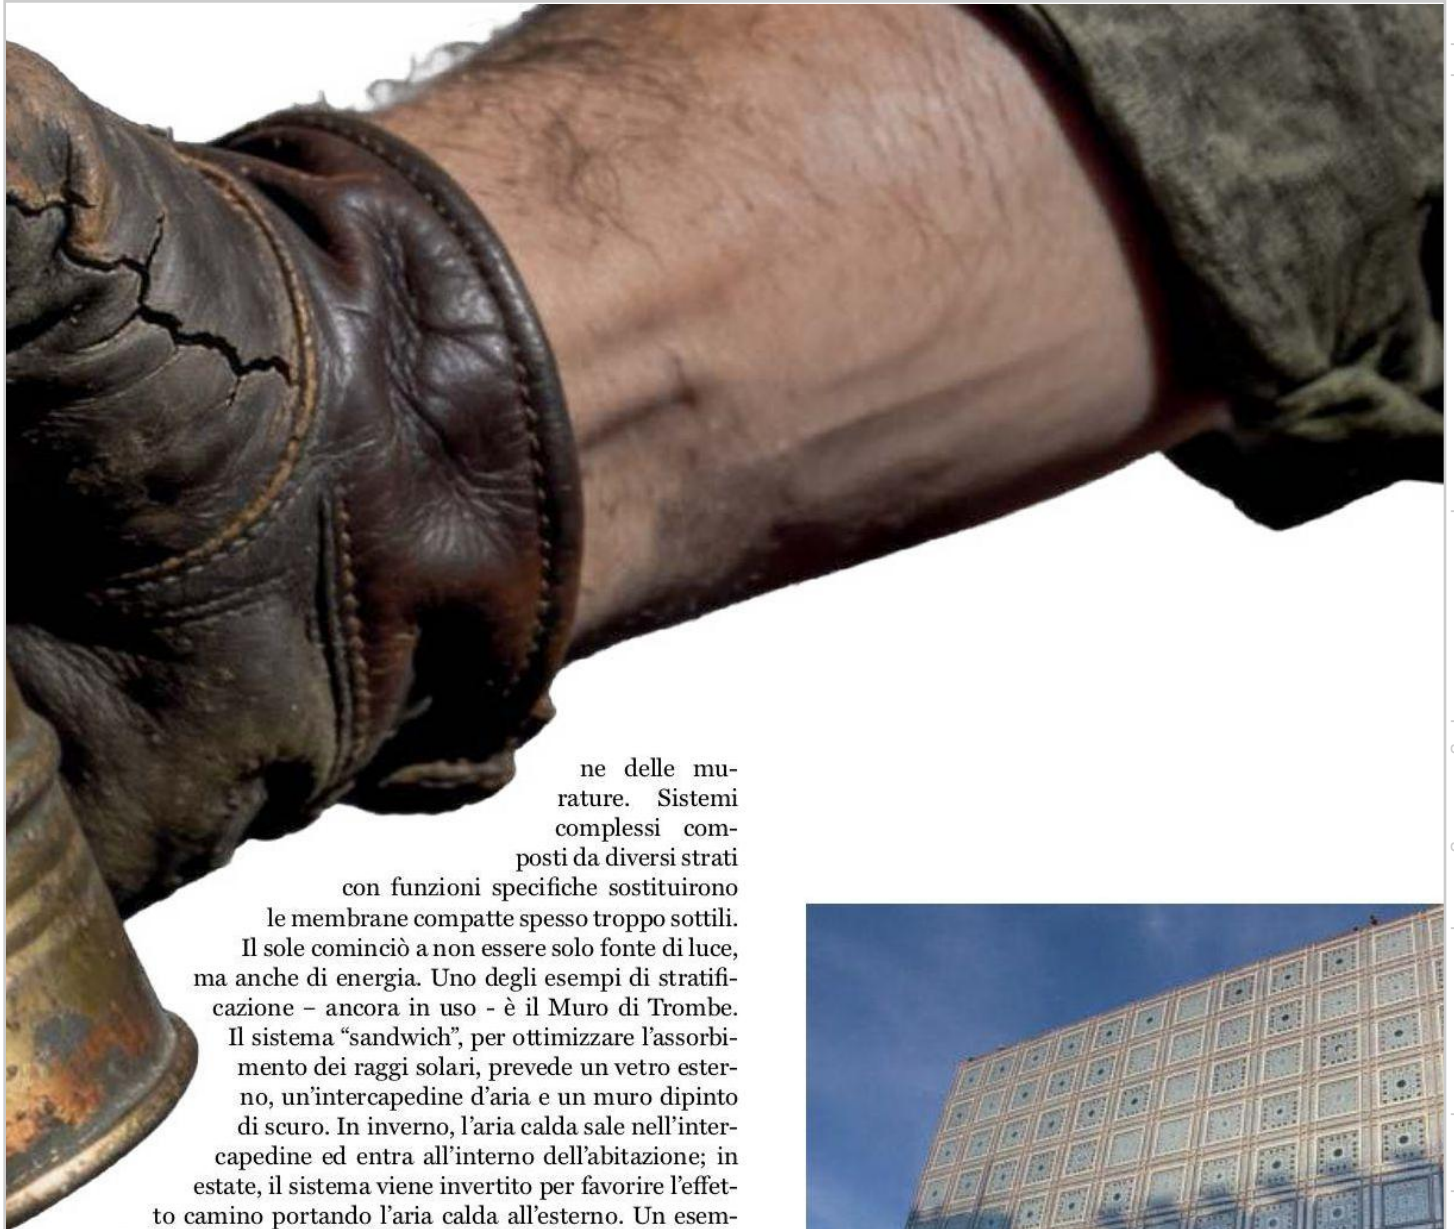 ne delle mu-
rature. Sistemi
complessi com-
posti da diversi strati
con funzioni specifiche sostituirono
le membrane compatte spesso troppo sottili.
Il sole cominciò a non essere solo fonte di luce,
ma anche di energia. Uno degli esempi di stratifi-
cazione – ancora in uso - è il Muro di Trombe.
Il sistema “sandwich”, per ottimizzare l’assorbi-
mento dei raggi solari, prevede un vetro ester-
no, un’intercapedine d’aria e un muro dipinto
di scuro. In inverno, l’aria calda sale nell’inter-
capedine ed entra all’interno dell’abitazione; in
estate, il sistema viene invertito per favorire l’effet-
to camino portando l’aria calda all’esterno. Un esem-